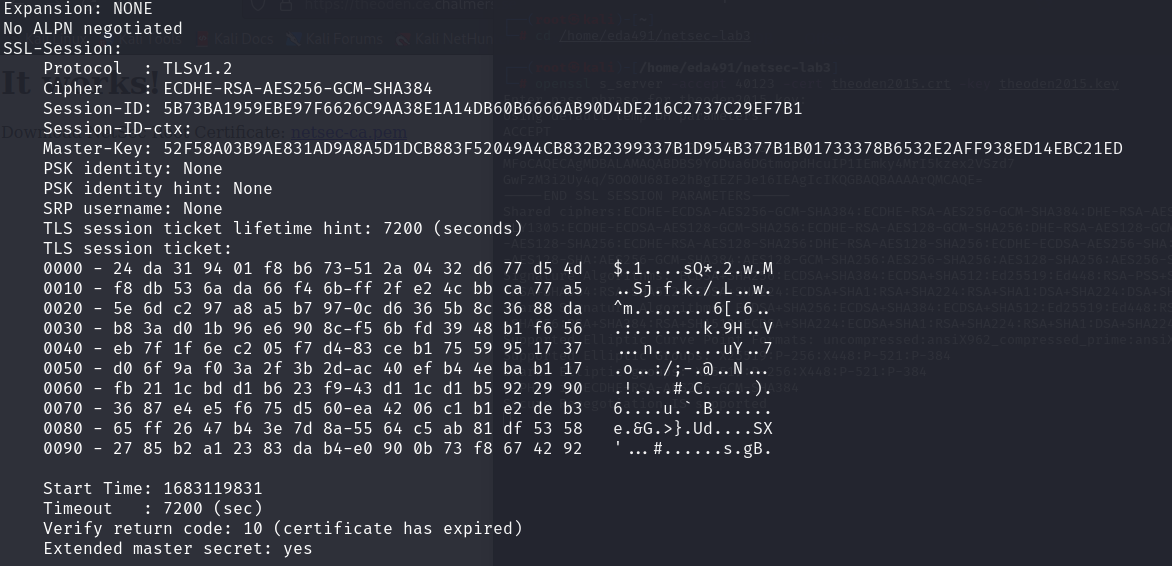 Expansion: NONE
No ALPN negotiated
SSL-Session:
    Protocol  : TLSv1.2
    Cipher    : ECDHE-RSA-AES256-GCM-SHA384
    Session-ID: 5B73BA1959EBE97F6626C9AA38E1A14DB60B6666AB90D4DE216C2737C29EF7B1
    Session-ID-ctx:
    Master-Key: 52F58A03B9AE831AD9A8A5D1DCB883F52049A4CB832B2399337B1D954B377B1B01733378B6532E2AFF938ED14EBC21ED
    PSK identity: None
    PSK identity hint: None
    SRP username: None
    TLS session ticket lifetime hint: 7200 (seconds)
    TLS session ticket:
    0000 - 24 da 31 94 01 f8 b6 73-51 2a 04 32 d6 77 d5 4d   $.1....sQ*.2.w.M
    0010 - f8 db 53 6a da 66 f4 6b-ff 2f e2 4c bb ca 77 a5   ..Sj.f.k./.L..w.
    0020 - 5e 6d c2 97 a8 a5 b7 97-0c d6 36 5b 8c 36 88 da   ^m........6[.6..
    0030 - b8 3a d0 1b 96 e6 90 8c-f5 6b fd 39 48 b1 f6 56   .:.......k.9H..V
    0040 - eb 7f 1f 6e c2 05 f7 d4-83 ce b1 75 59 95 17 37   ...n.......uY..7
    0050 - d0 6f 9a f0 3a 2f 3b 2d-ac 40 ef b4 4e ba b1 17   .o..:/;-.@..N...
    0060 - fb 21 1c bd d1 b6 23 f9-43 d1 1c d1 b5 92 29 90   .!....#.C.....).
    0070 - 36 87 e4 e5 f6 75 d5 60-ea 42 06 c1 b1 e2 de b3   6....u.`.B......
    0080 - 65 ff 26 47 b4 3e 7d 8a-55 64 c5 ab 81 df 53 58   e.&G.>}.Ud....SX
    0090 - 27 85 b2 a1 23 83 da b4-e0 90 0b 73 f8 67 42 92   '...#......s.gB.
    Start Time: 1683119831
    Timeout   : 7200 (sec)
    Verify return code: 10 (certificate has expired)
    Extended master secret: yes